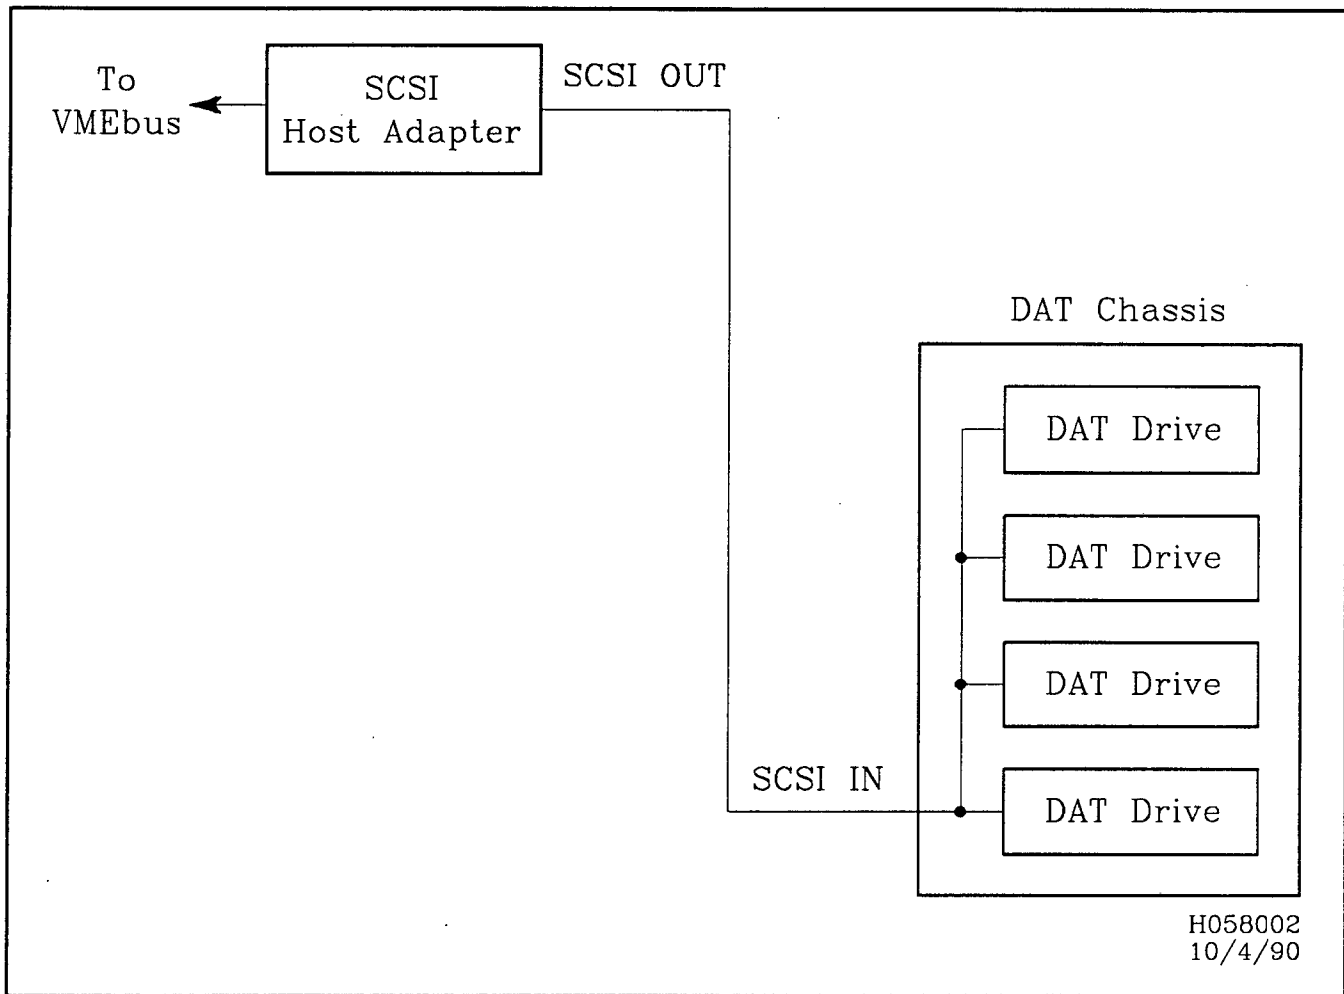 To
VMEbus
SCSI
Host Adapter
SCSI OUT
DAT Chassis
DAT Drive
DAT Drive
DAT Drive
DAT Drive
SCSI IN
H058002
10/4/90